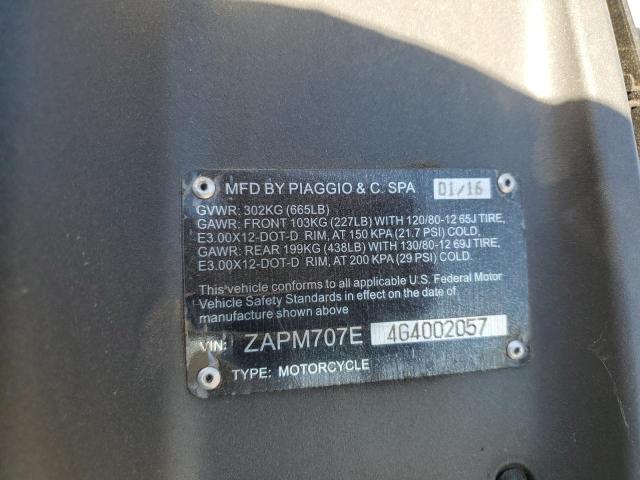 MFD BY PIAGGIO & C. SPA 01/16
GVWR: 302KG (665LB)
GAWR: FRONT 103KG (227LB) WITH 120/80-12 65J TIRE,
E3.00X12-DOT-D RIM, AT 150 KPA (21.7 PSI) COLD.
GAWR: REAR 199KG (438LB) WITH 130/80-12 69J TIRE,
E3.00X12-DOT-D RIM, AT 200 KPA (29 PSI) COLD.
This vehicle conforms to all applicable U.S. Federal Motor
Vehicle Safety Standards in effect on the date of
manufacture shown above
VIN: ZAPM707E 464002057
TYPE: MOTORCYCLE